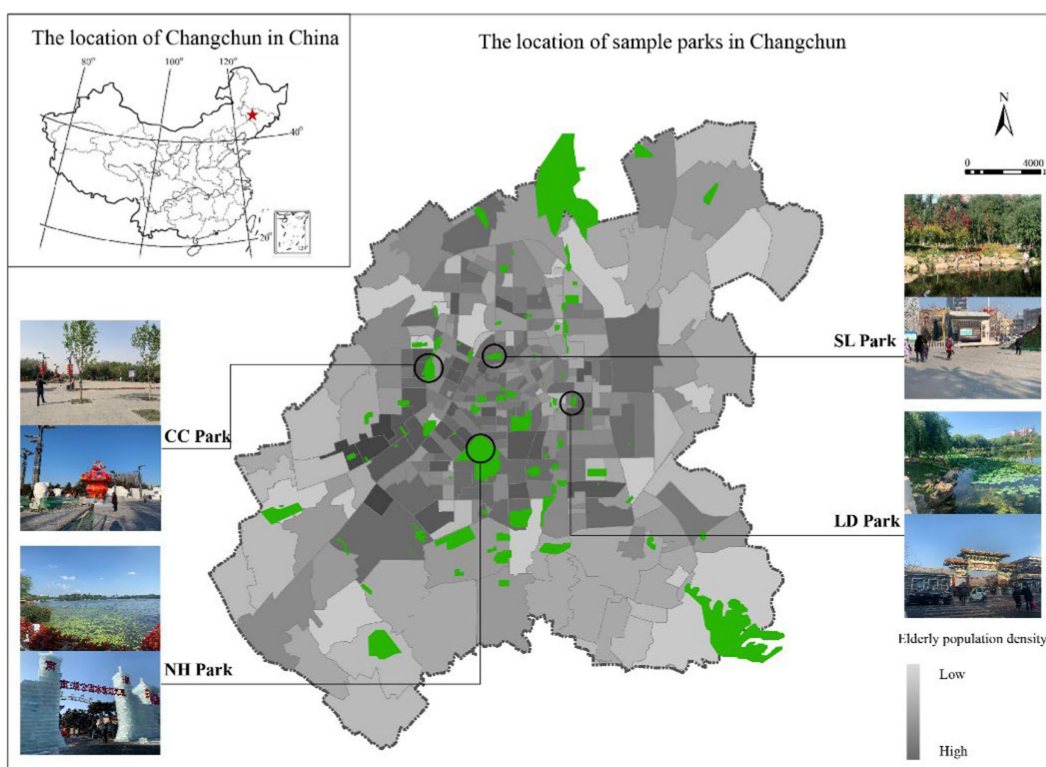 The location of Changchun in China
The location of sample parks in Changchun
80°
100°
120°
40°
20°
N
0
4000
SL Park
CC Park
LD Park
NH Park
Elderly population density
Low
High